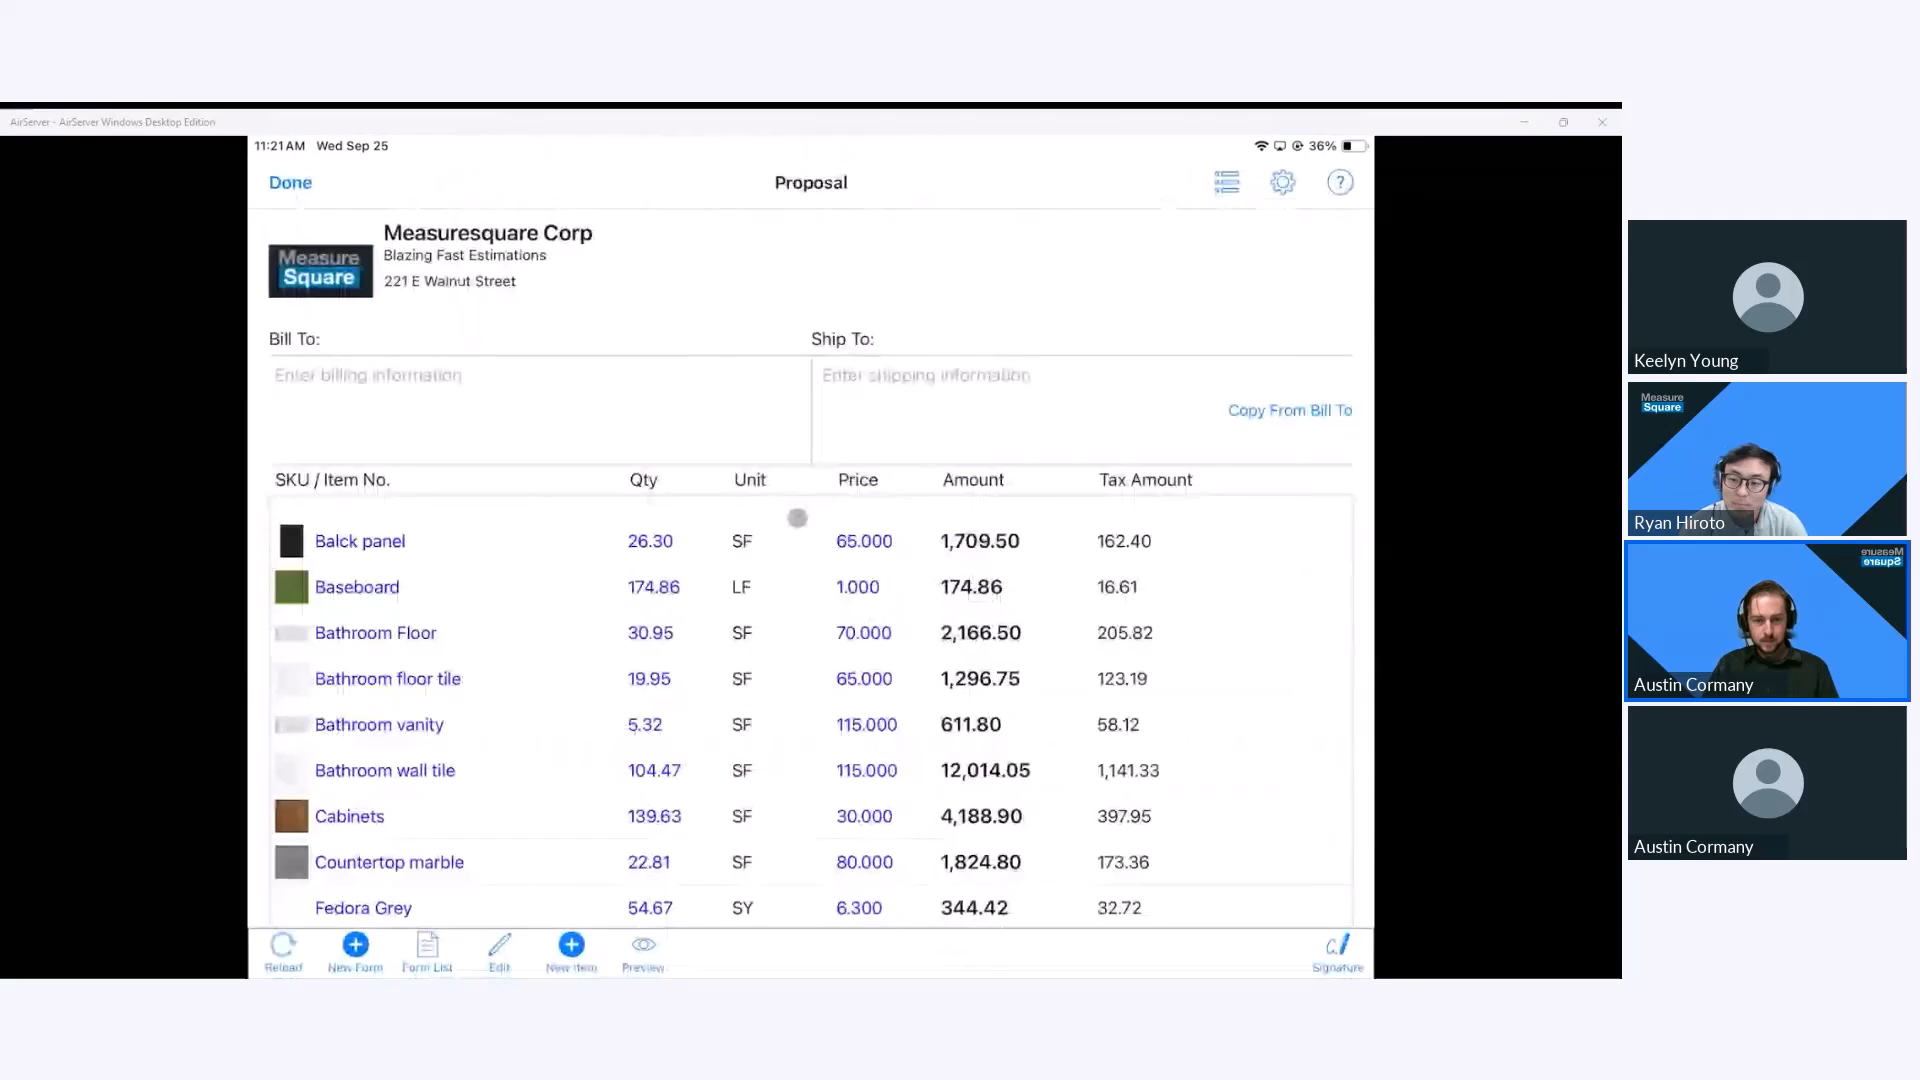 AirServer - AirServer Windows Desktop Edition
11:21 AM Wed Sep 25
36%
Done
Proposal
?
Measure
Square
Measuresquare Corp
Blazing Fast Estimations
221 E Walnut Street
Bill To:
Ship To:
Enter billing information
Enter shipping information
Copy From Bill To
SKU / Item No. Qty Unit Price Amount Tax Amount
Balck panel 26.30 SF 65.000 1,709.50 162.40
Baseboard 174.86 LF 1.000 174.86 16.61
Bathroom Floor 30.95 SF 70.000 2,166.50 205.82
Bathroom floor tile 19.95 SF 65.000 1,296.75 123.19
Bathroom vanity 5.32 SF 115.000 611.80 58.12
Bathroom wall tile 104.47 SF 115.000 12,014.05 1,141.33
Cabinets 139.63 SF 30.000 4,188.90 397.95
Countertop marble 22.81 SF 80.000 1,824.80 173.36
Fedora Grey 54.67 SY 6.300 344.42 32.72
Reload New Form Form List Edit New Item Preview Signature
Keelyn Young
Measure
Square
Ryan Hiroto
Measure
Square
Austin Cormany
Austin Cormany